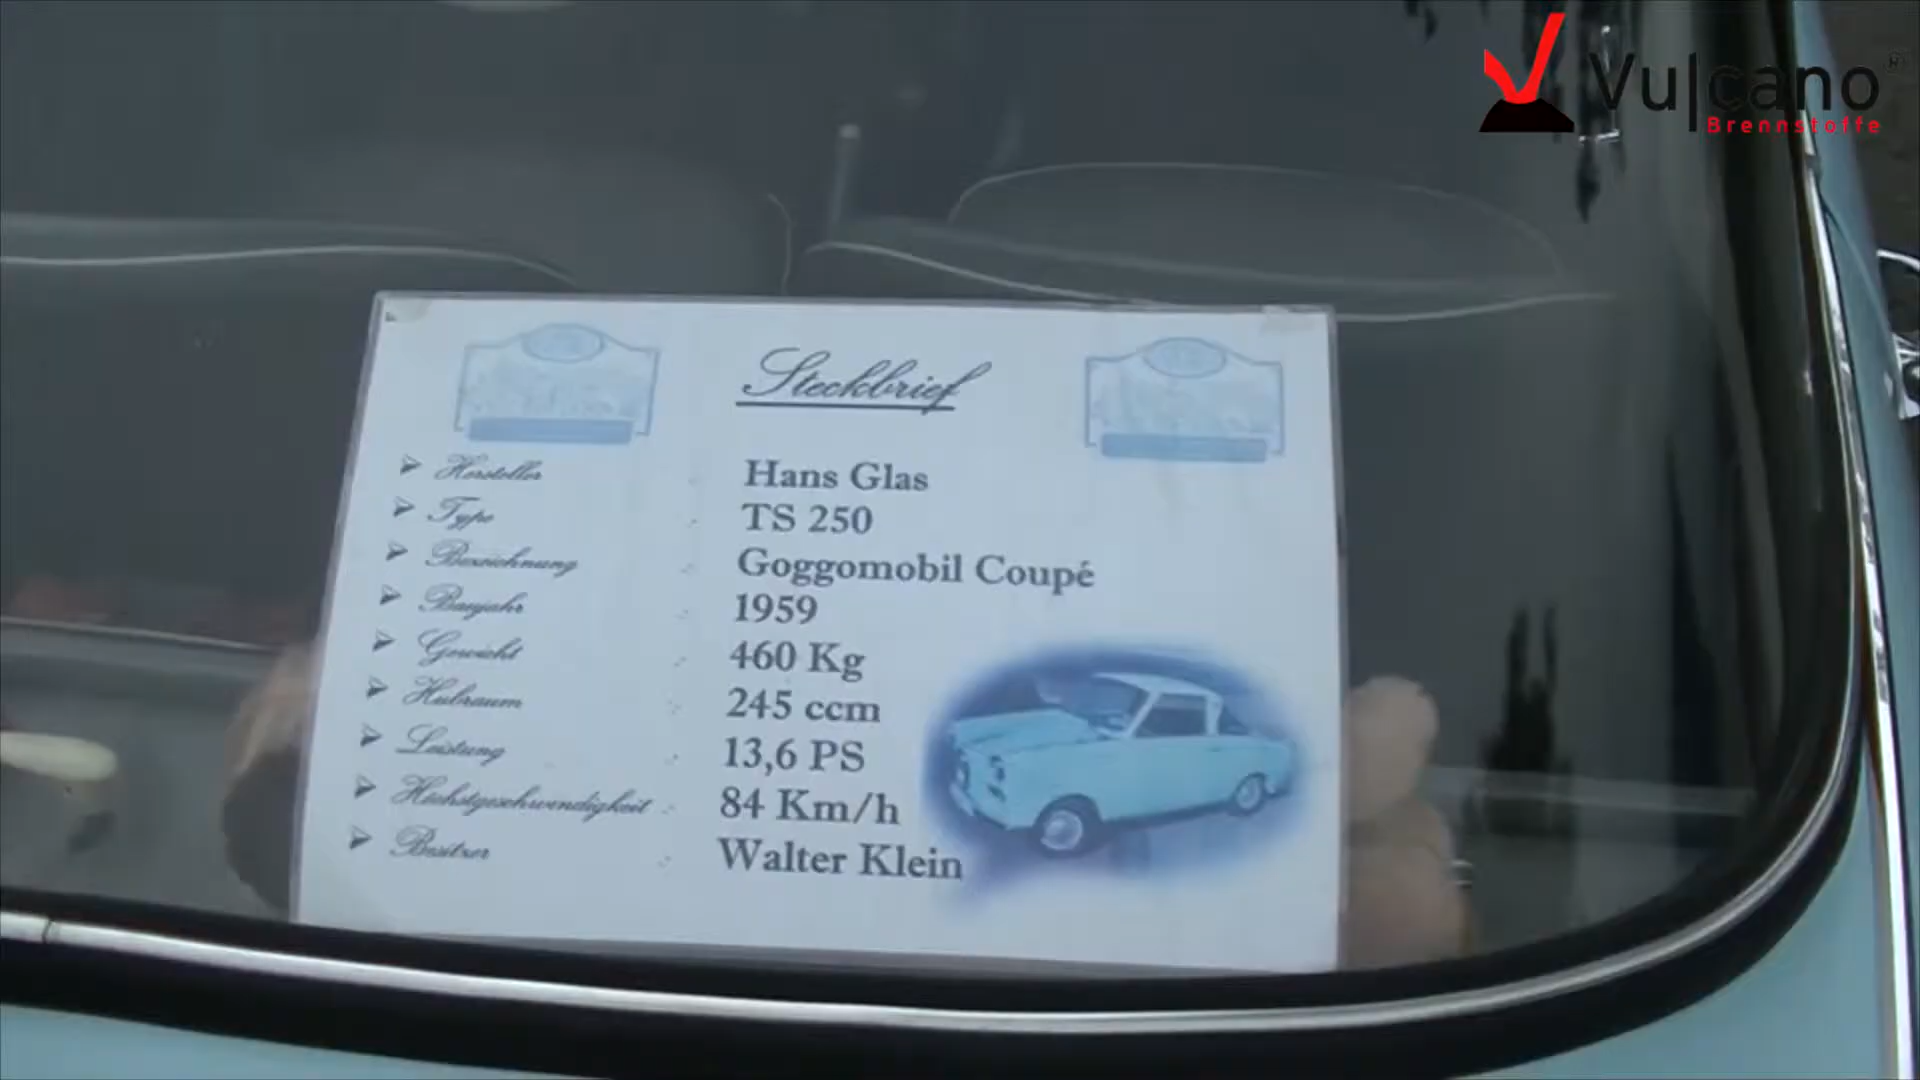 Vulcano®
Brennstoffe
Steckbrief
Hersteller : Hans Glas
Type : TS 250
Bezeichnung : Goggomobil Coupé
Baujahr : 1959
Gewicht : 460 Kg
Hubraum : 245 ccm
Leistung : 13,6 PS
Höchstgeschwindigkeit : 84 Km/h
Besitzer : Walter Klein